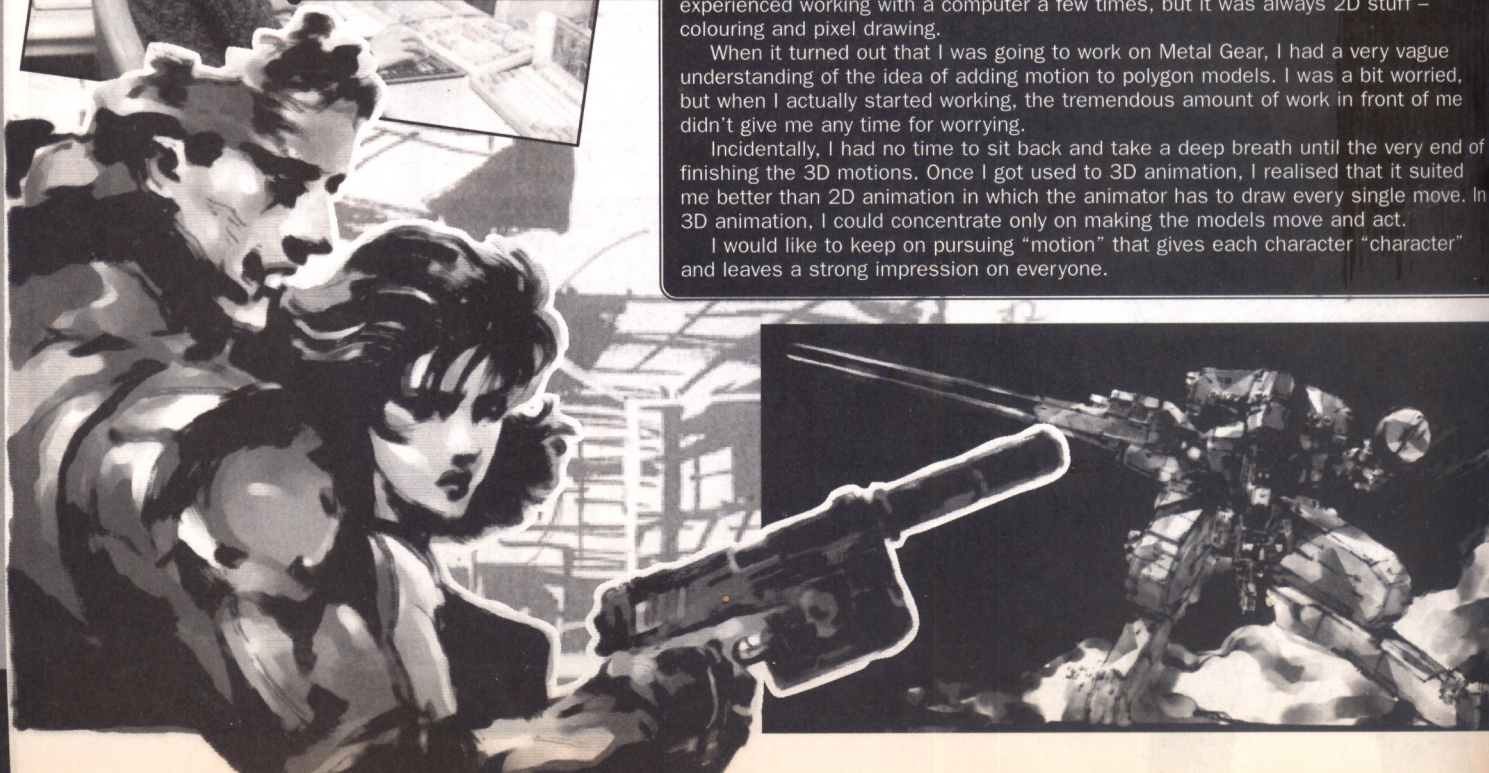 experienced working with a computer a few times, but it was always 2D stuff –
colouring and pixel drawing.
When it turned out that I was going to work on Metal Gear, I had a very vague
understanding of the idea of adding motion to polygon models. I was a bit worried,
but when I actually started working, the tremendous amount of work in front of me
didn't give me any time for worrying.
Incidentally, I had no time to sit back and take a deep breath until the very end of
finishing the 3D motions. Once I got used to 3D animation, I realised that it suited
me better than 2D animation in which the animator has to draw every single move. In
3D animation, I could concentrate only on making the models move and act.
I would like to keep on pursuing “motion” that gives each character “character”
and leaves a strong impression on everyone.